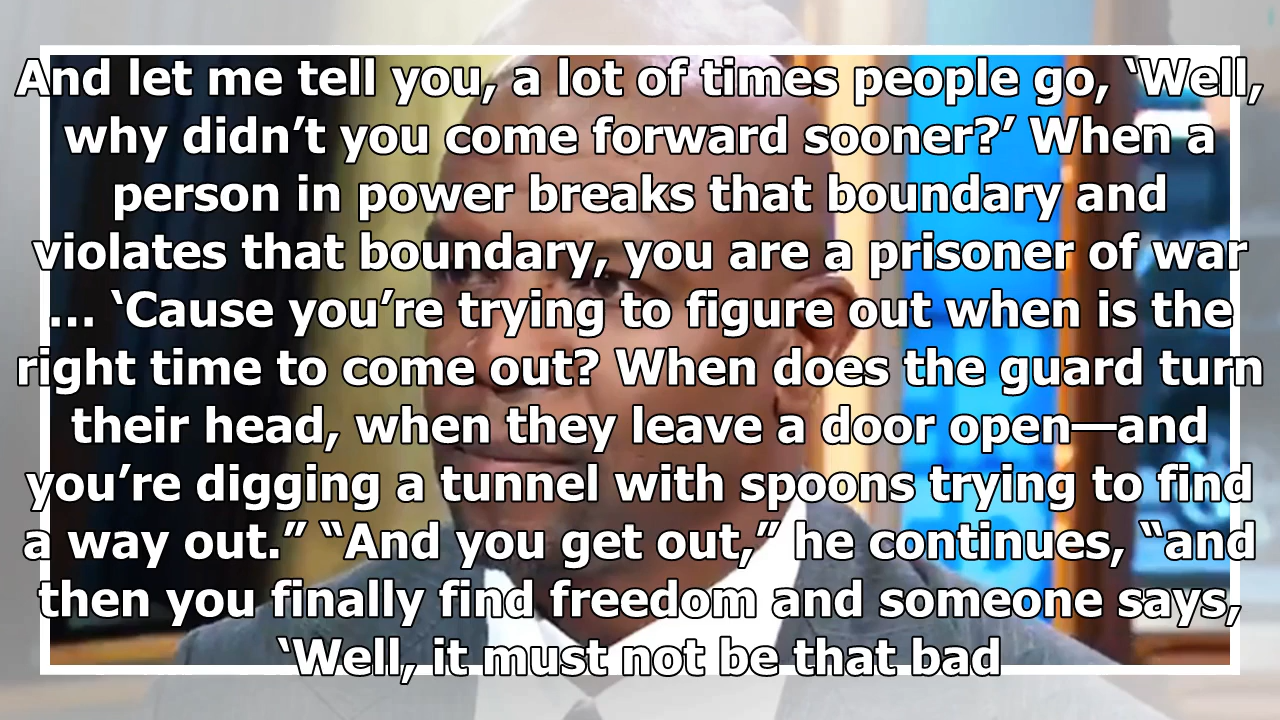 And let me tell you, a lot of times people go, ‘Well,
why didn’t you come forward sooner?’ When a
person in power breaks that boundary and
violates that boundary, you are a prisoner of war
… ‘Cause you’re trying to figure out when is the
right time to come out? When does the guard turn
their head, when they leave a door open—and
you’re digging a tunnel with spoons trying to find
a way out.” “And you get out,” he continues, “and
then you finally find freedom and someone says,
‘Well, it must not be that bad